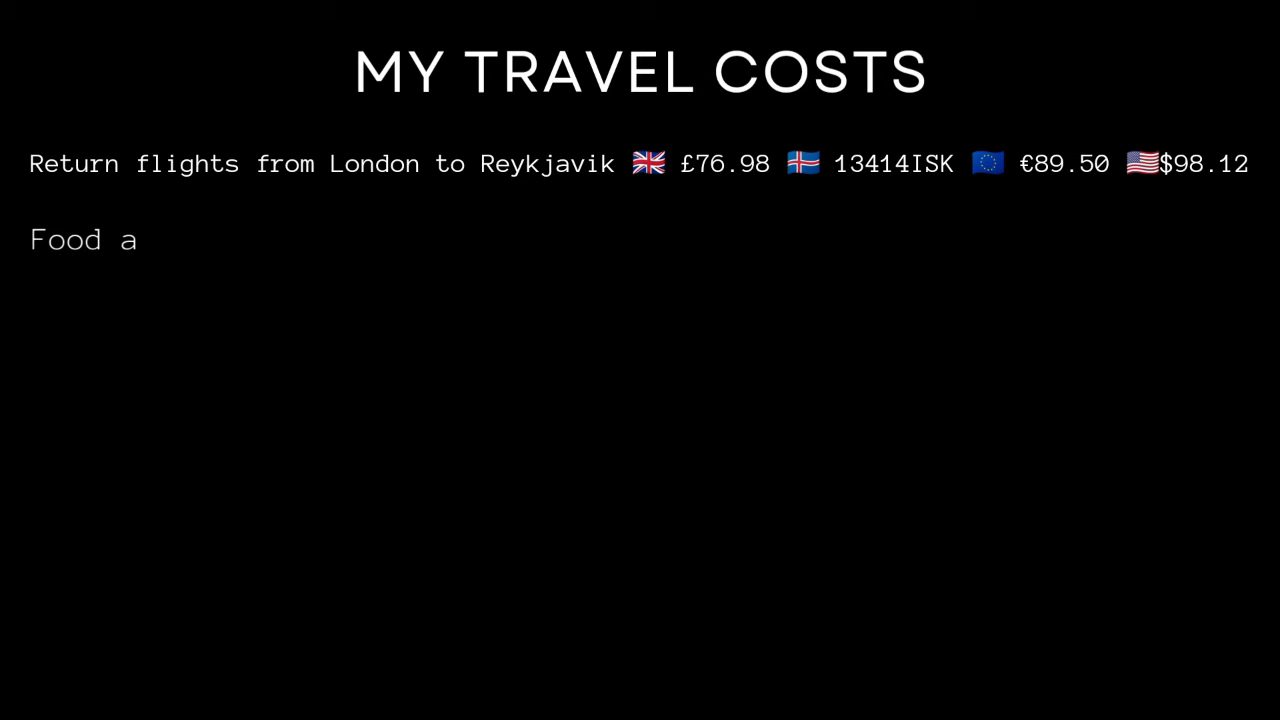 MY TRAVEL COSTS
Return flights from London to Reykjavik 🇬🇧 £76.98 🇮🇸 13414ISK 🇪🇺 €89.50 🇺🇸$98.12
Food a